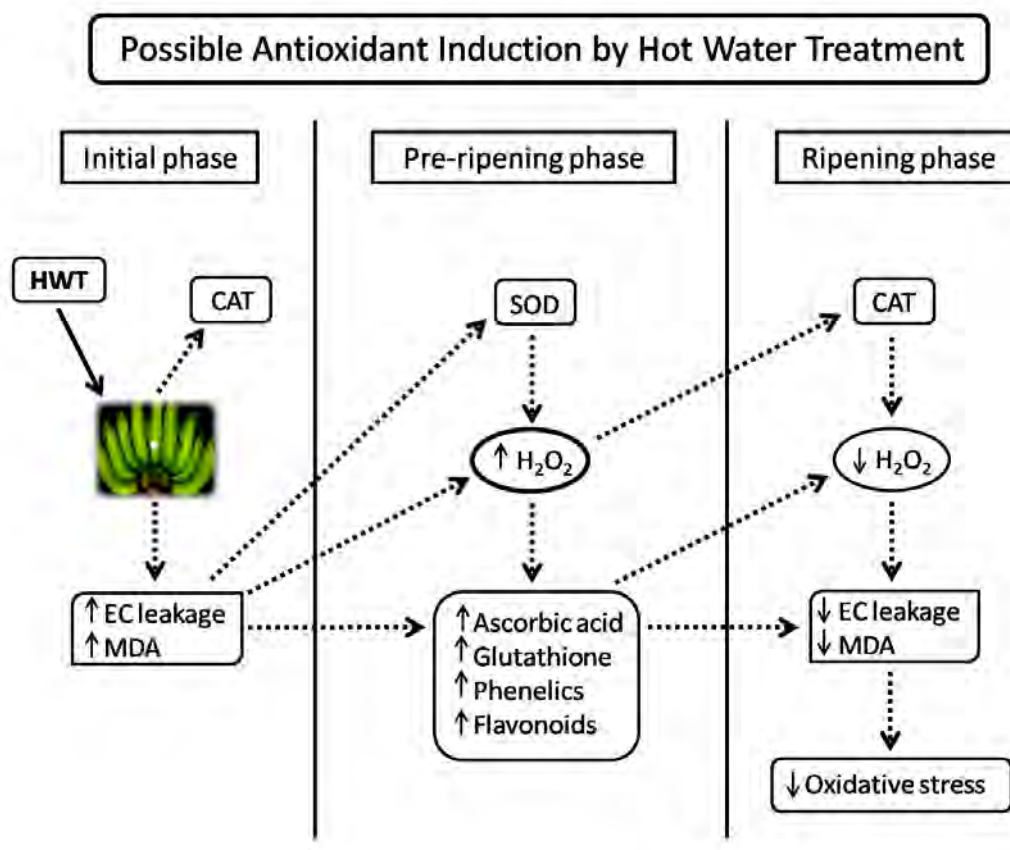 Possible Antioxidant Induction by Hot Water Treatment
Initial phase
Pre-ripening phase
Ripening phase
HWT
CAT
↑ EC leakage
↑ MDA
SOD
↑ H₂O₂
↑ Ascorbic acid
↑ Glutathione
↑ Phenelics
↑ Flavonoids
CAT
↓ H₂O₂
↓ EC leakage
↓ MDA
↓ Oxidative stress